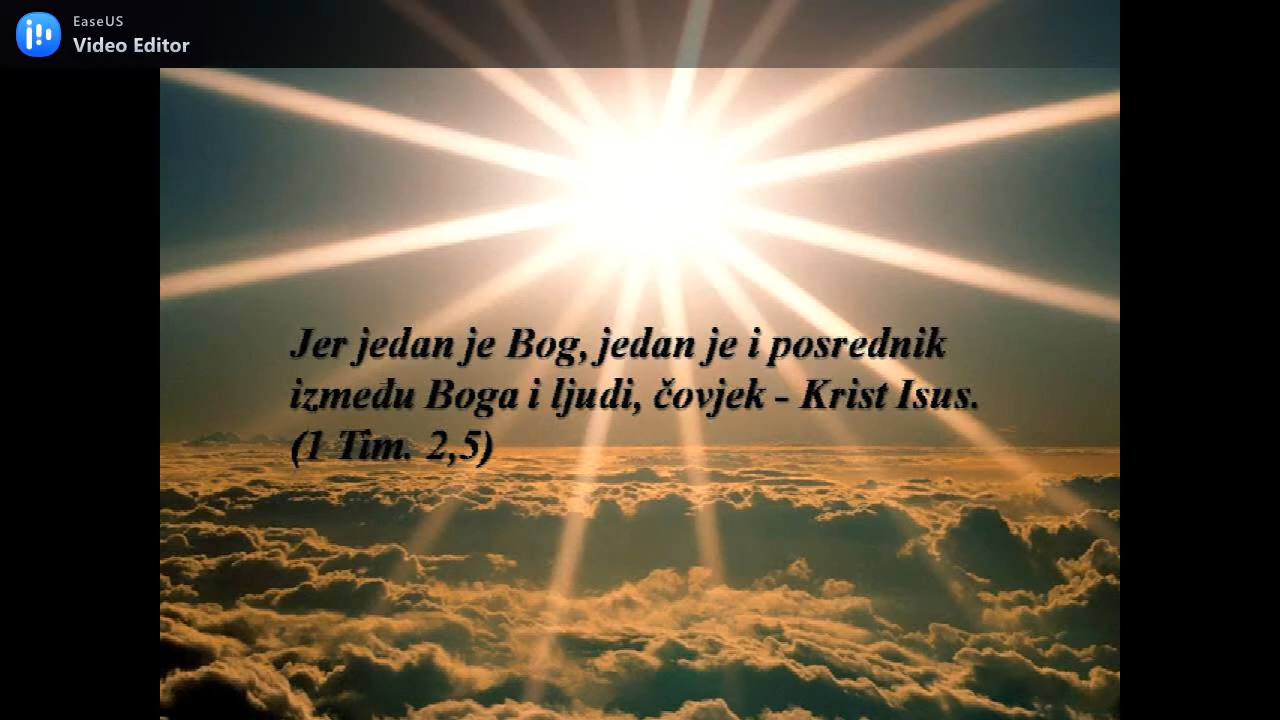 EaseUS
Video Editor
Jer jedan je Bog, jedan je i posrednik
između Boga i ljudi, čovjek - Krist Isus.
(1 Tim. 2,5)